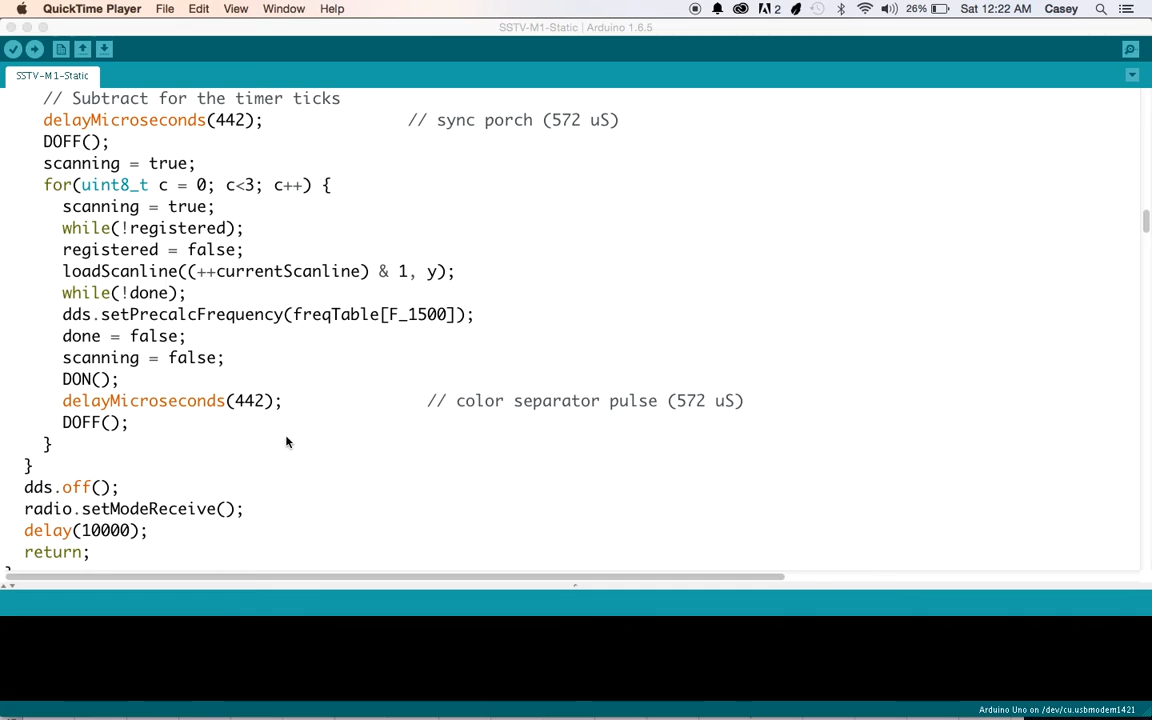 QuickTime Player File Edit View Window Help 2 26% Sat 12:22 AM Casey
SSTV-M1-Static | Arduino 1.6.5
SSTV-M1-Static
// Subtract for the timer ticks
delayMicroseconds(442); // sync porch (572 uS)
DOFF();
scanning = true;
for(uint8_t c = 0; c<3; c++) {
scanning = true;
while(!registered);
registered = false;
loadScanline((++currentScanline) & 1, y);
while(!done);
dds.setPrecalcFrequency(freqTable[F_1500]);
done = false;
scanning = false;
DON();
delayMicroseconds(442); // color separator pulse (572 uS)
DOFF();
}
}
dds.off();
radio.setModeReceive();
delay(10000);
return;
Arduino Uno on /dev/cu.usbmodem1421